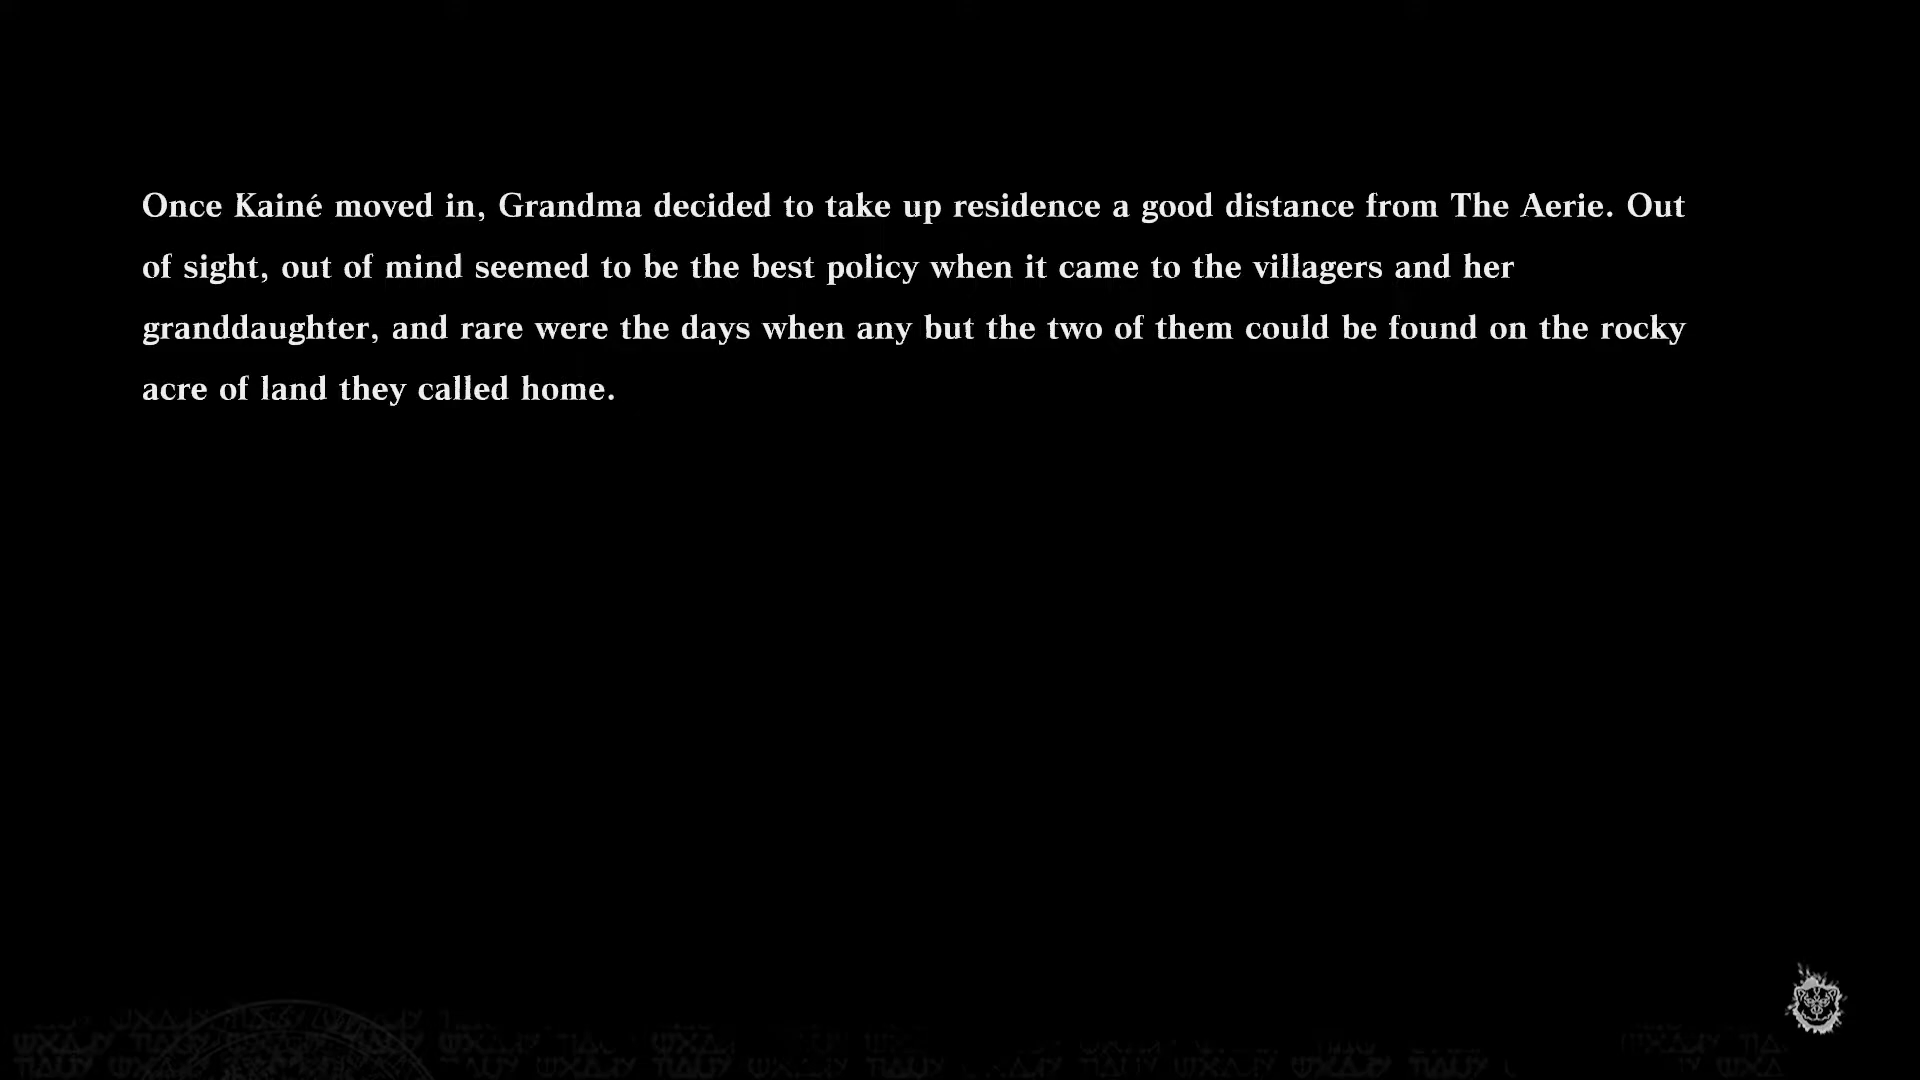 Once Kainé moved in, Grandma decided to take up residence a good distance from The Aerie. Out
of sight, out of mind seemed to be the best policy when it came to the villagers and her
granddaughter, and rare were the days when any but the two of them could be found on the rocky
acre of land they called home.